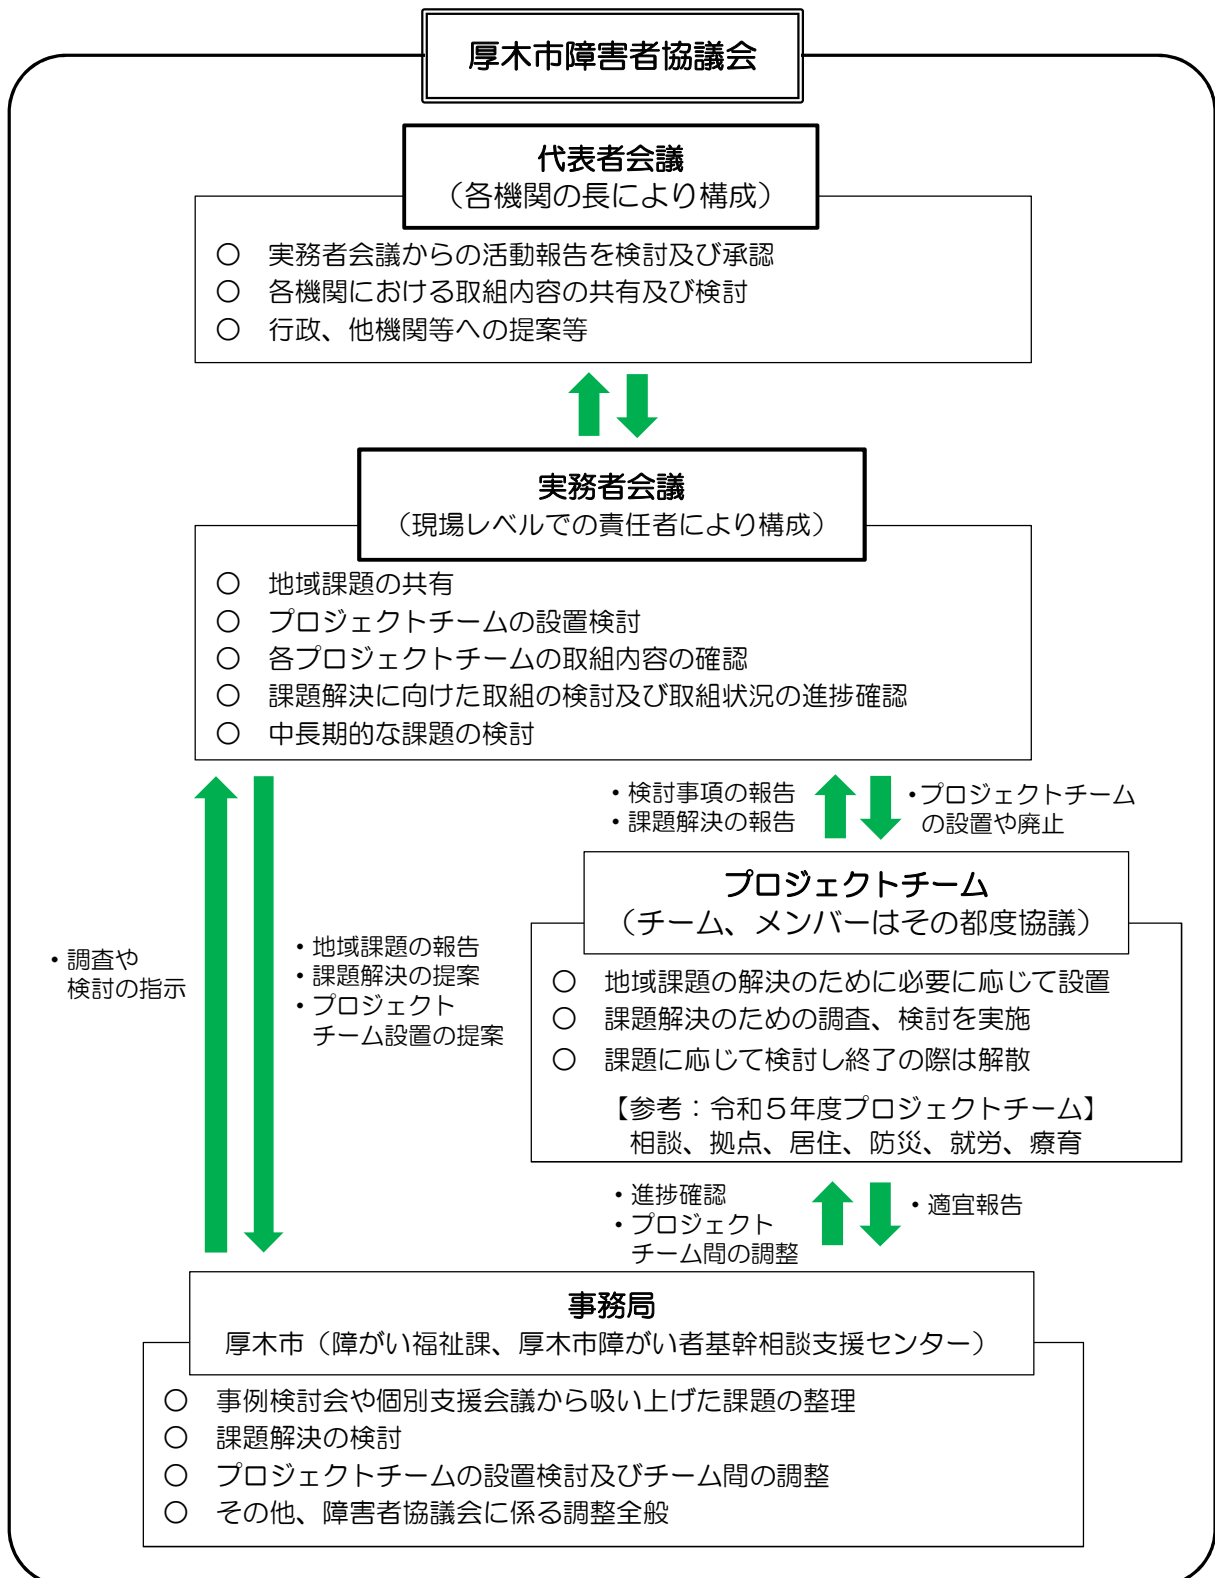 厚木市障害者協議会
代表者会議
（各機関の長により構成）
○　実務者会議からの活動報告を検討及び承認
○　各機関における取組内容の共有及び検討
○　行政、他機関等への提案等
実務者会議
（現場レベルでの責任者により構成）
○　地域課題の共有
○　プロジェクトチームの設置検討
○　各プロジェクトチームの取組内容の確認
○　課題解決に向けた取組の検討及び取組状況の進捗確認
○　中長期的な課題の検討
・調査や
検討の指示
・地域課題の報告
・課題解決の提案
・プロジェクト
チーム設置の提案
・検討事項の報告
・課題解決の報告
・プロジェクトチーム
の設置や廃止
プロジェクトチーム
（チーム、メンバーはその都度協議）
○　地域課題の解決のために必要に応じて設置
○　課題解決のための調査、検討を実施
○　課題に応じて検討し終了の際は解散
【参考：令和５年度プロジェクトチーム】
相談、拠点、居住、防災、就労、療育
・進捗確認
・プロジェクト
チーム間の調整
・適宜報告
事務局
厚木市（障がい福祉課、厚木市障がい者基幹相談支援センター）
○　事例検討会や個別支援会議から吸い上げた課題の整理
○　課題解決の検討
○　プロジェクトチームの設置検討及びチーム間の調整
○　その他、障害者協議会に係る調整全般